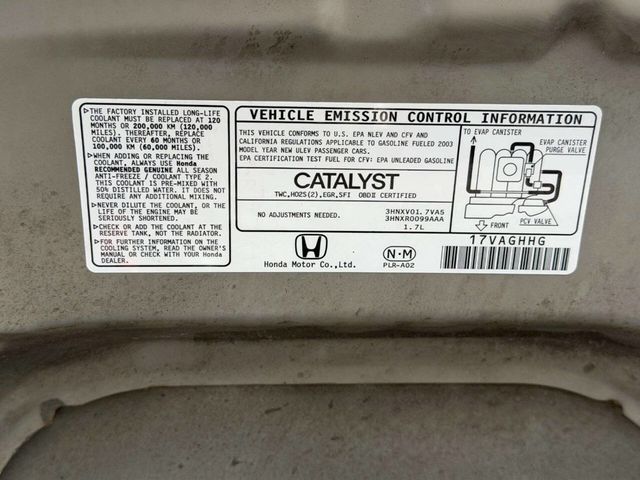 ▷THE FACTORY INSTALLED LONG-LIFE
COOLANT MUST BE REPLACED AT 120
MONTHS OR 200,000 KM (120,000
MILES). THEREAFTER, REPLACE
COOLANT EVERY 60 MONTHS OR
100,000 KM (60,000 MILES).
▷WHEN ADDING OR REPLACING THE
COOLANT, ALWAYS USE Honda
RECOMMENDED GENUINE ALL SEASON
ANTI-FREEZE / COOLANT TYPE 2.
THIS COOLANT IS PRE-MIXED WITH
50% DISTILLED WATER. IT DOES NOT
REQUIRE ANY ADDITIONAL MIXING.
▷NEVER DILUTE THE COOLANT, OR THE
LIFE OF THE ENGINE MAY BE
SERIOUSLY SHORTENED.
▷CHECK OR ADD THE COOLANT AT THE
RESERVE TANK, NOT THE RADIATOR.
▷FOR FURTHER INFORMATION ON THE
COOLING SYSTEM, READ THE OWNER'S
MANUAL OR CHECK WITH YOUR Honda
DEALER.
VEHICLE EMISSION CONTROL INFORMATION
THIS VEHICLE CONFORMS TO U.S. EPA NLEV AND CFV AND
CALIFORNIA REGULATIONS APPLICABLE TO GASOLINE FUELED 2003
MODEL YEAR NEW ULEV PASSENGER CARS.
EPA CERTIFICATION TEST FUEL FOR CFV: EPA UNLEADED GASOLINE
CATALYST
TWC,HO2S(2),EGR,SFI OBDⅡ CERTIFIED
NO ADJUSTMENTS NEEDED.
3HNXV01.7VA5
3HNXR0099AAA
1.7L
Honda Motor Co.,Ltd.
N·M
PLR-A02
TO EVAP CANISTER
EVAP CANISTER
PURGE VALVE
PCV VALVE
FRONT
17VAGHHG